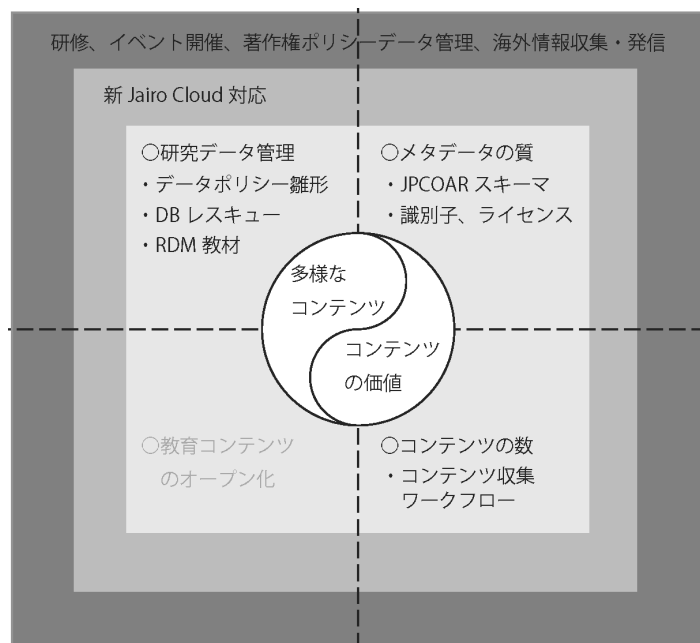 研修、イベント開催、著作権ポリシーデータ管理、海外情報収集・発信
新 Jairo Cloud 対応
○研究データ管理
・データポリシー雛形
・DB レスキュー
・RDM 教材
○メタデータの質
・JPCOAR スキーマ
・識別子、ライセンス
多様な
コンテンツ
コンテンツ
の価値
○教育コンテンツ
のオープン化
○コンテンツの数
・コンテンツ収集
ワークフロー